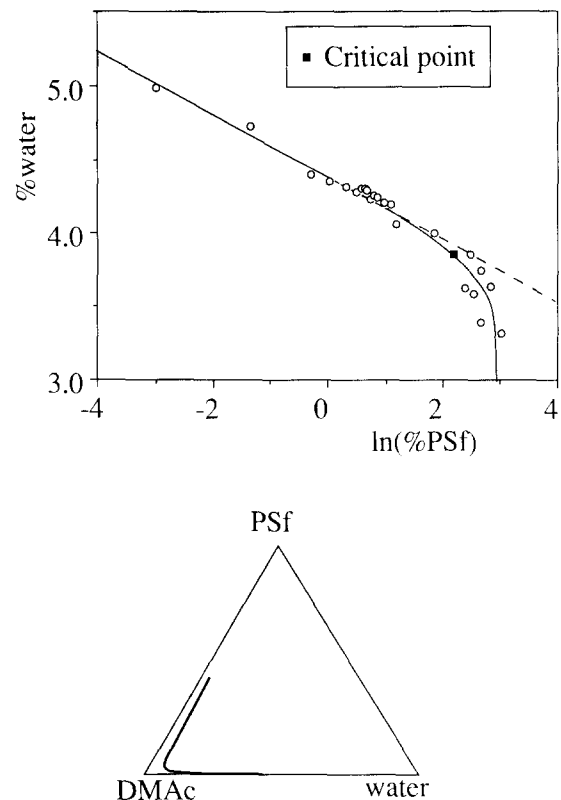 Critical point
%water
5.0
4.0
3.0
-4 -2 0 2 4
ln(%PSf)
PSf
DMAc water